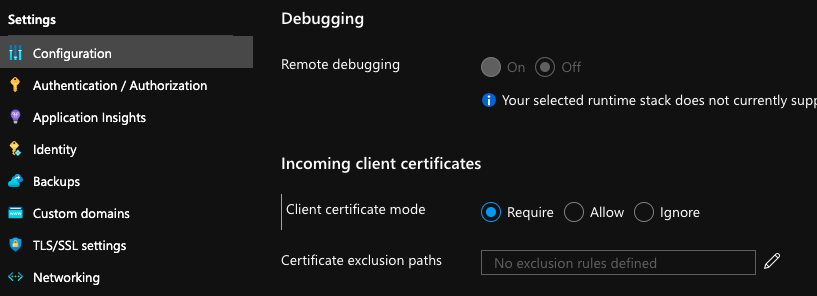 Settings
Configuration
Authentication / Authorization
Application Insights
Identity
Backups
Custom domains
TLS/SSL settings
Networking
Debugging
Remote debugging
On Off
Your selected runtime stack does not currently supp
Incoming client certificates
Client certificate mode
Require Allow Ignore
Certificate exclusion paths
No exclusion rules defined